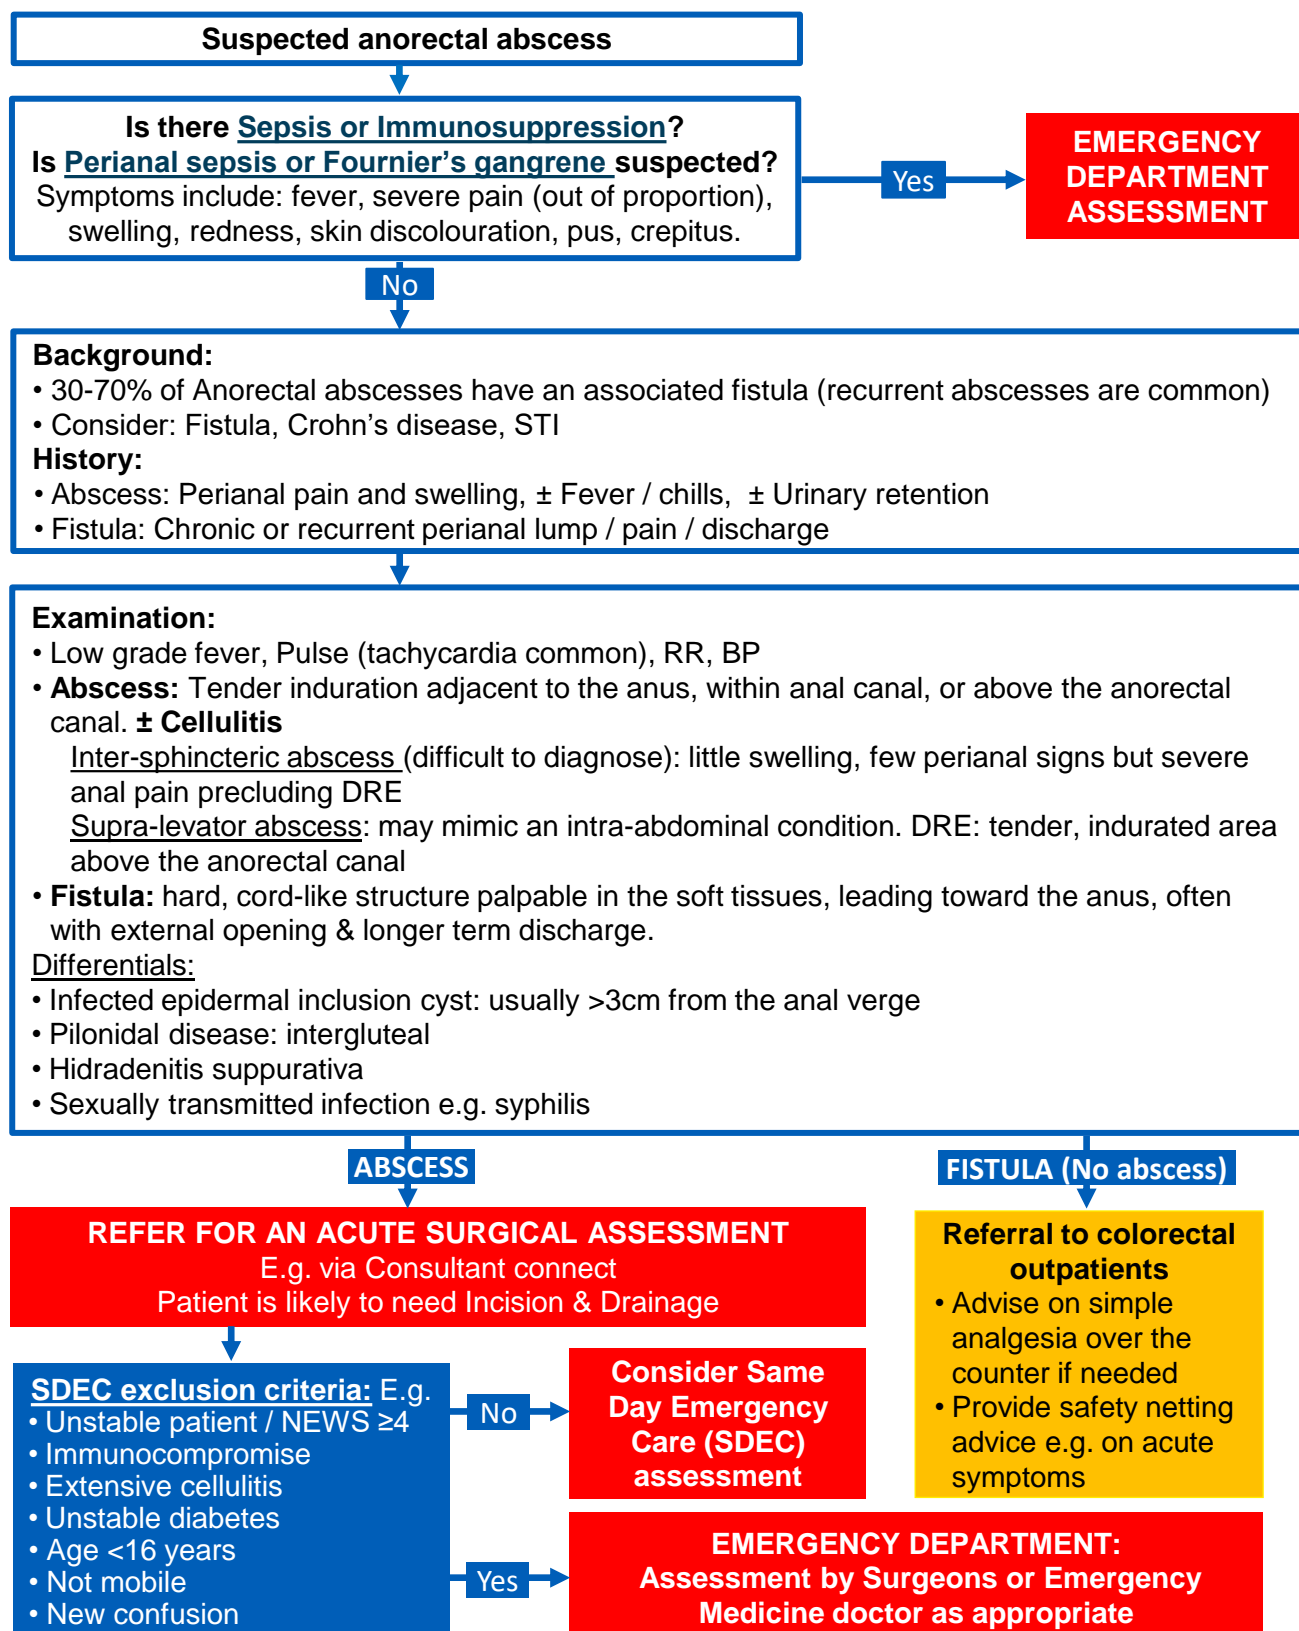 Suspected anorectal abscess
Is there Sepsis or Immunosuppression?
Is Perianal sepsis or Fournier's gangrene suspected?
Symptoms include: fever, severe pain (out of proportion),
swelling, redness, skin discolouration, pus, crepitus.
Yes
EMERGENCY
DEPARTMENT
ASSESSMENT
No
Background:
• 30-70% of Anorectal abscesses have an associated fistula (recurrent abscesses are common)
• Consider: Fistula, Crohn's disease, STI
History:
• Abscess: Perianal pain and swelling, ± Fever / chills, ± Urinary retention
• Fistula: Chronic or recurrent perianal lump / pain / discharge
Examination:
• Low grade fever, Pulse (tachycardia common), RR, BP
• Abscess: Tender induration adjacent to the anus, within anal canal, or above the anorectal
canal. ± Cellulitis
Inter-sphincteric abscess (difficult to diagnose): little swelling, few perianal signs but severe
anal pain precluding DRE
Supra-levator abscess: may mimic an intra-abdominal condition. DRE: tender, indurated area
above the anorectal canal
• Fistula: hard, cord-like structure palpable in the soft tissues, leading toward the anus, often
with external opening & longer term discharge.
Differentials:
• Infected epidermal inclusion cyst: usually >3cm from the anal verge
• Pilonidal disease: intergluteal
• Hidradenitis suppurativa
• Sexually transmitted infection e.g. syphilis
ABSCESS
REFER FOR AN ACUTE SURGICAL ASSESSMENT
E.g. via Consultant connect
Patient is likely to need Incision & Drainage
SDEC exclusion criteria: E.g.
• Unstable patient / NEWS ≥4
• Immunocompromise
• Extensive cellulitis
• Unstable diabetes
• Age <16 years
• Not mobile
• New confusion
No
Consider Same
Day Emergency
Care (SDEC)
assessment
Yes
EMERGENCY DEPARTMENT:
Assessment by Surgeons or Emergency
Medicine doctor as appropriate
FISTULA (No abscess)
Referral to colorectal
outpatients
• Advise on simple
analgesia over the
counter if needed
• Provide safety netting
advice e.g. on acute
symptoms